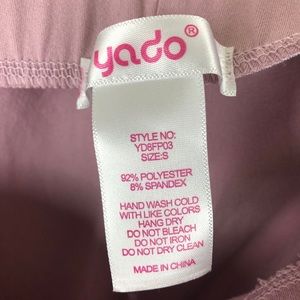 yado®
STYLE NO:
YD8FP03
SIZE:S
92% POLYESTER
8% SPANDEX
HAND WASH COLD
WITH LIKE COLORS
HANG DRY
DO NOT BLEACH
DO NOT IRON
DO NOT DRY CLEAN
MADE IN CHINA